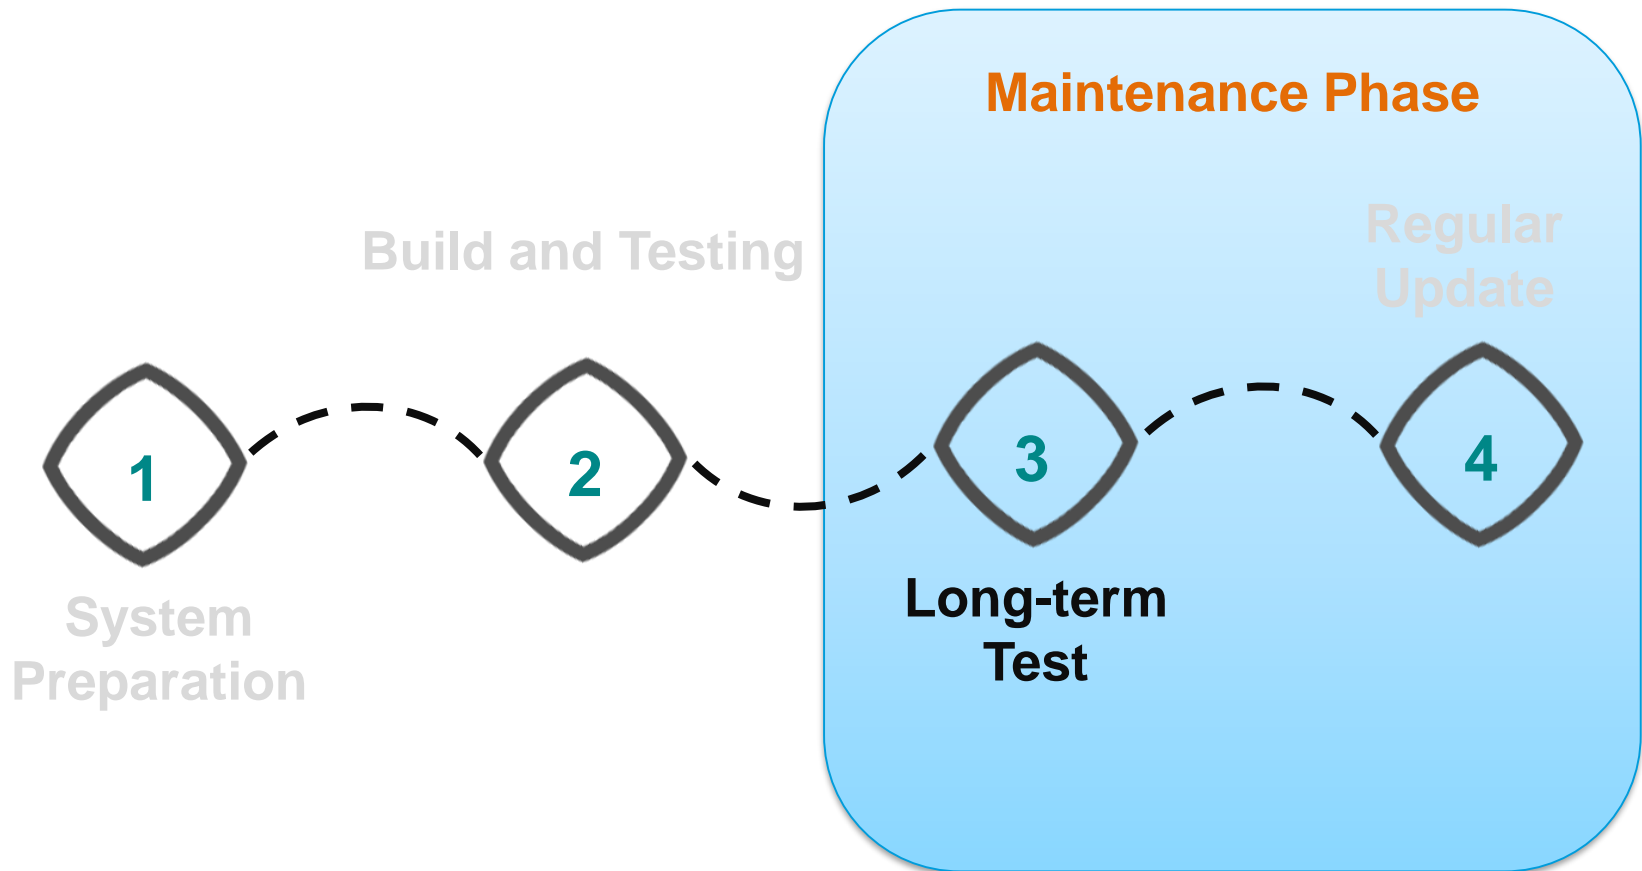 Maintenance Phase
Build and Testing
Regular
Update
1
2
3
4
System
Preparation
Long-term
Test